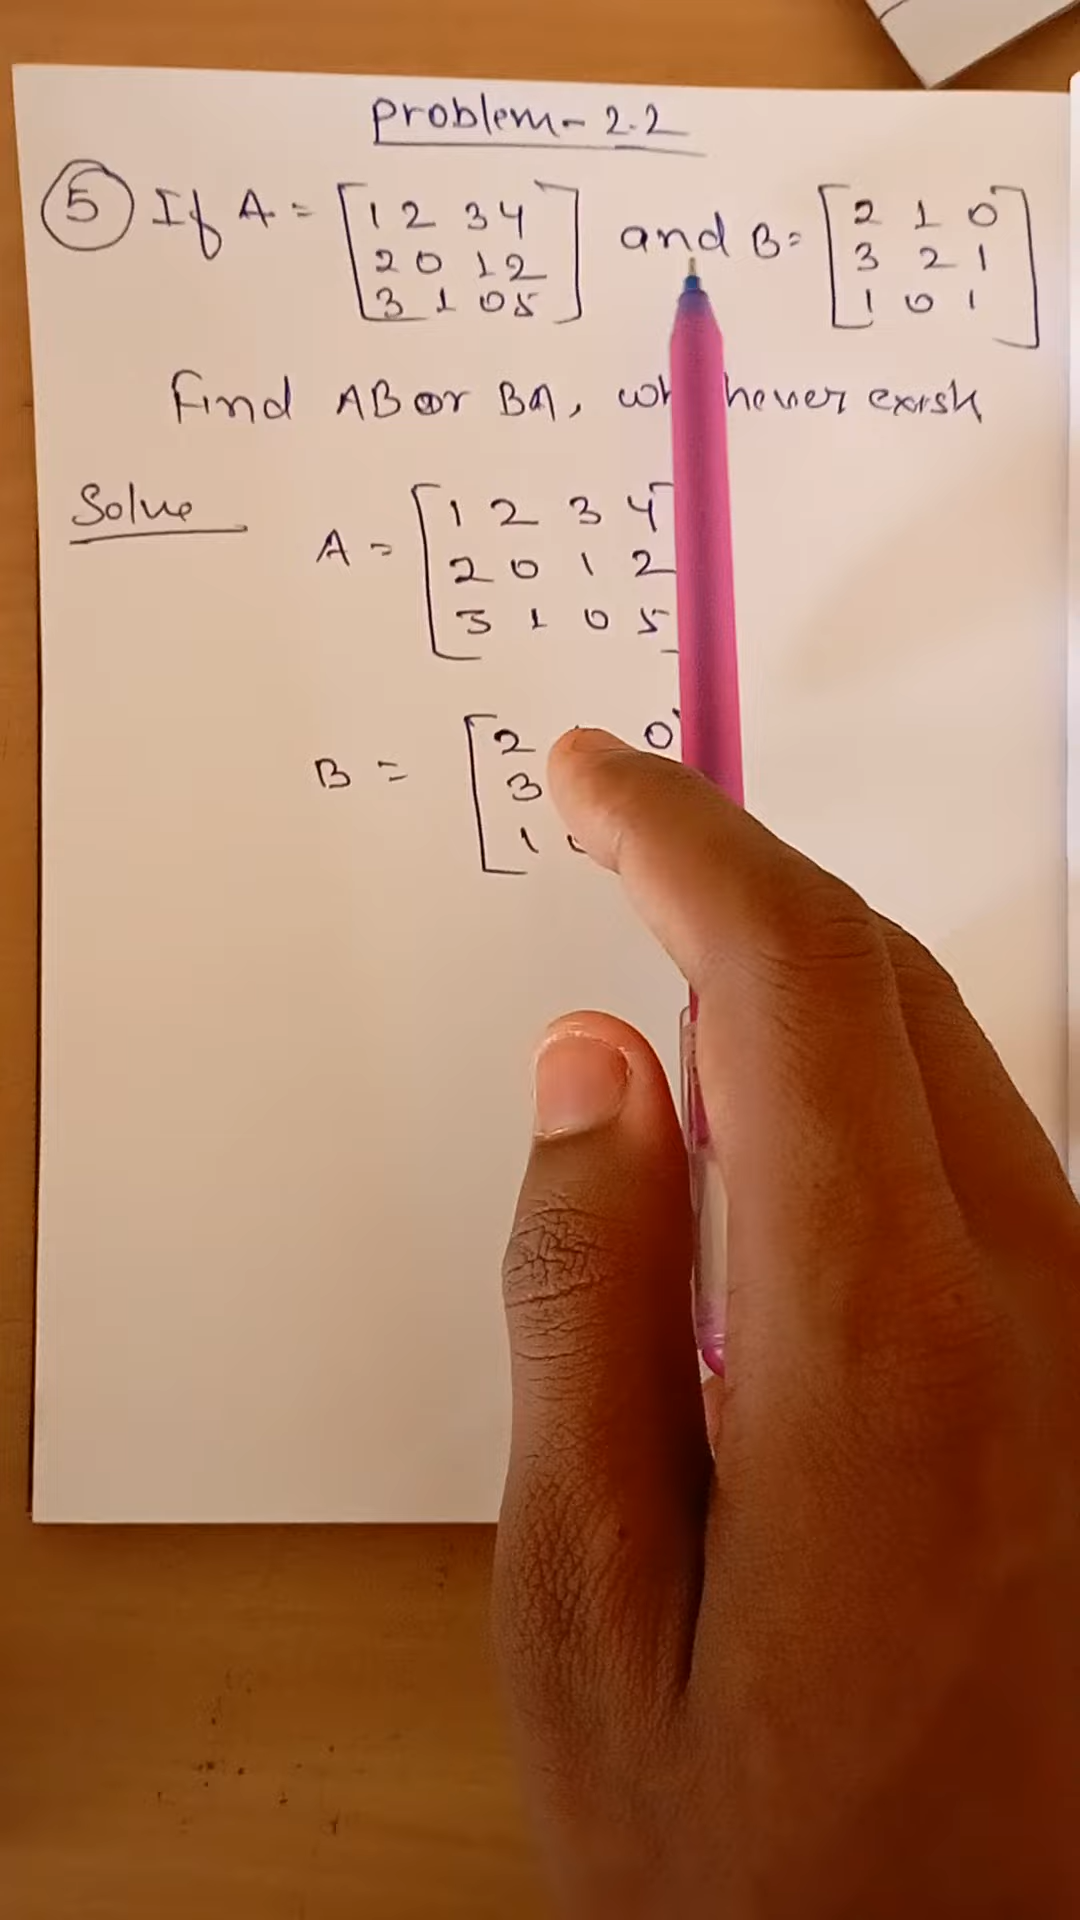 Problem- 2.2
5 If A = [1 2 3 4 and B = [2 1 0
2 0 1 2 3 2 1
3 1 0 5] 1 0 1]
Find AB or BA,
Solve
A = [1 2 3 4
2 0 1 2
3 1 0 5
B = [2 0
3
1